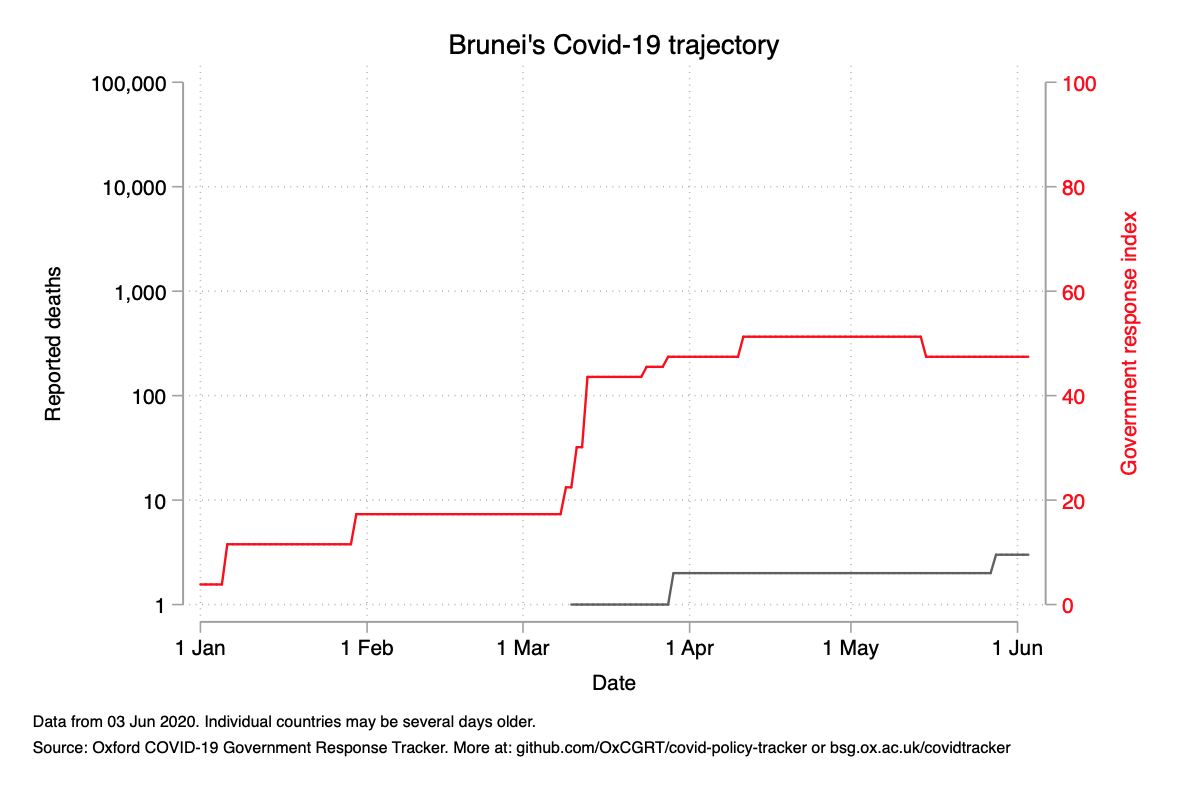 Brunei's Covid-19 trajectory
100,000
10,000
1,000
100
10
1
Reported deaths
100
80
60
40
20
0
Government response index
1 Jan
1 Feb
1 Mar
1 Apr
1 May
1 Jun
Date
Data from 03 Jun 2020. Individual countries may be several days older.
Source: Oxford COVID-19 Government Response Tracker. More at: github.com/OxCGRT/covid-policy-tracker or bsg.ox.ac.uk/covidtracker